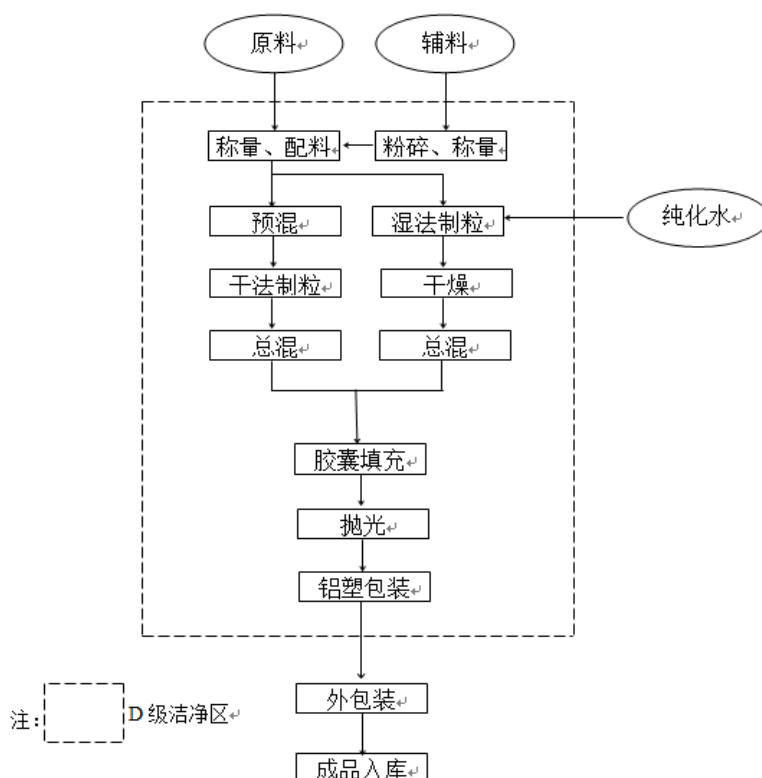 原料
辅料
称量、配料
粉碎、称量
预混
湿法制粒
纯化水
干法制粒
干燥
总混
总混
胶囊填充
抛光
铝塑包装
外包装
注：
D 级洁净区
成品入库